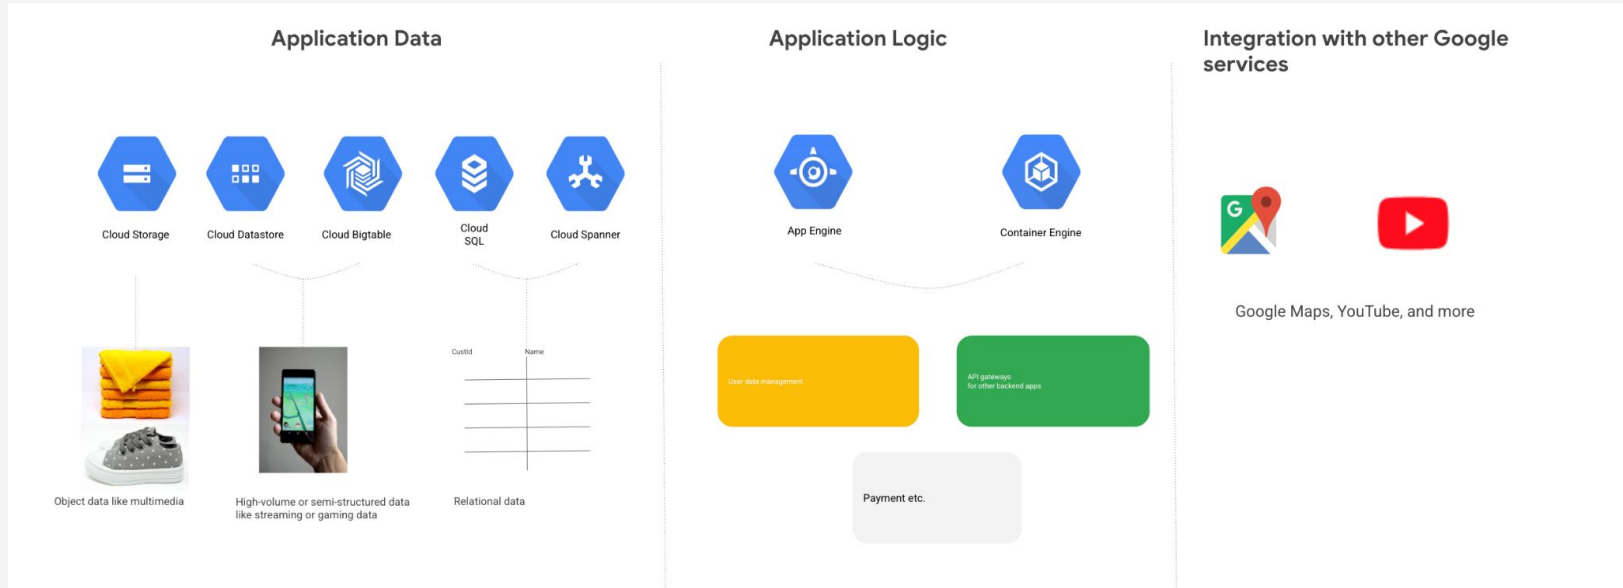 Application Data
Application Logic
Integration with other Google
services
Cloud Storage
Cloud Datastore
Cloud Bigtable
Cloud
SQL
Cloud Spanner
App Engine
Container Engine
G
Google Maps, YouTube, and more
CustId
Name
User data management
API gateways
for other backend apps
Object data like multimedia
High-volume or semi-structured data
like streaming or gaming data
Relational data
Payment etc.